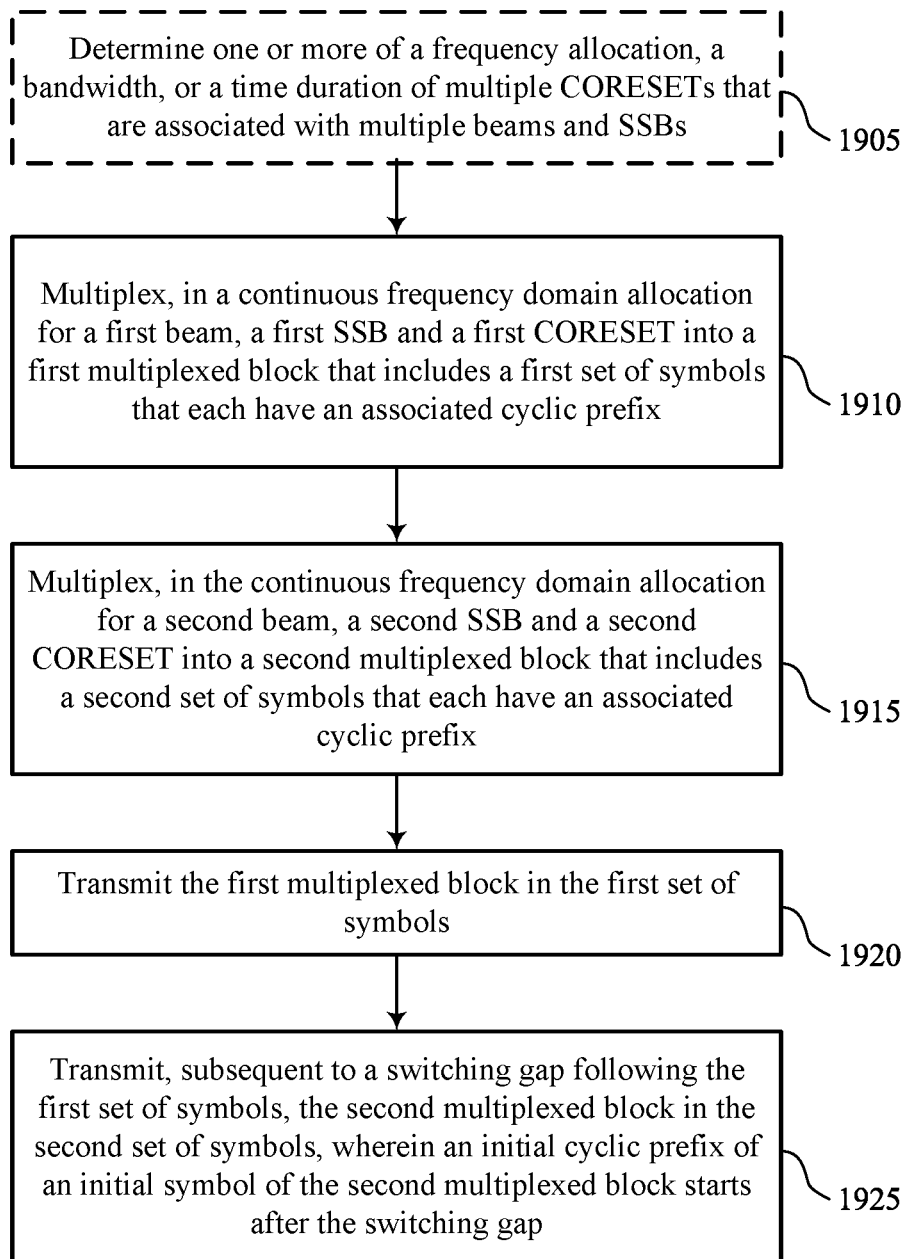 Determine one or more of a frequency allocation, a
bandwidth, or a time duration of multiple CORESETs that
are associated with multiple beams and SSBs
1905
Multiplex, in a continuous frequency domain allocation
for a first beam, a first SSB and a first CORESET into a
first multiplexed block that includes a first set of symbols
that each have an associated cyclic prefix
1910
Multiplex, in the continuous frequency domain allocation
for a second beam, a second SSB and a second
CORESET into a second multiplexed block that includes
a second set of symbols that each have an associated
cyclic prefix
1915
Transmit the first multiplexed block in the first set of
symbols
1920
Transmit, subsequent to a switching gap following the
first set of symbols, the second multiplexed block in the
second set of symbols, wherein an initial cyclic prefix of
an initial symbol of the second multiplexed block starts
after the switching gap
1925